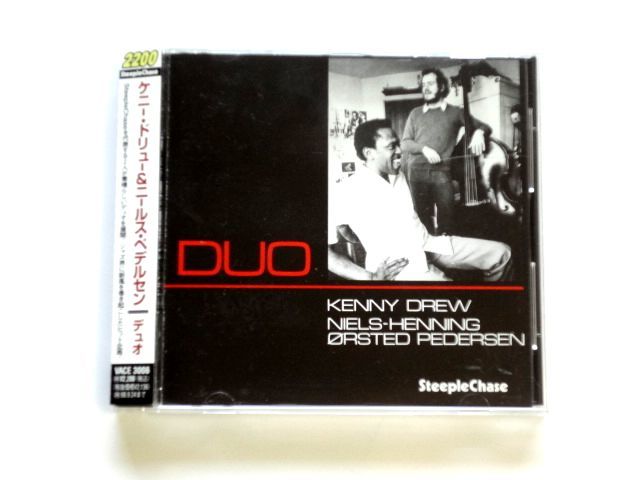 2200
SteepleChase
ケニー・ドリュー&ニールス・ペデルセン
デュオ
VACE 3006
DUO
KENNY DREW
NIELS-HENNING
ØRSTED PEDERSEN
SteepleChase